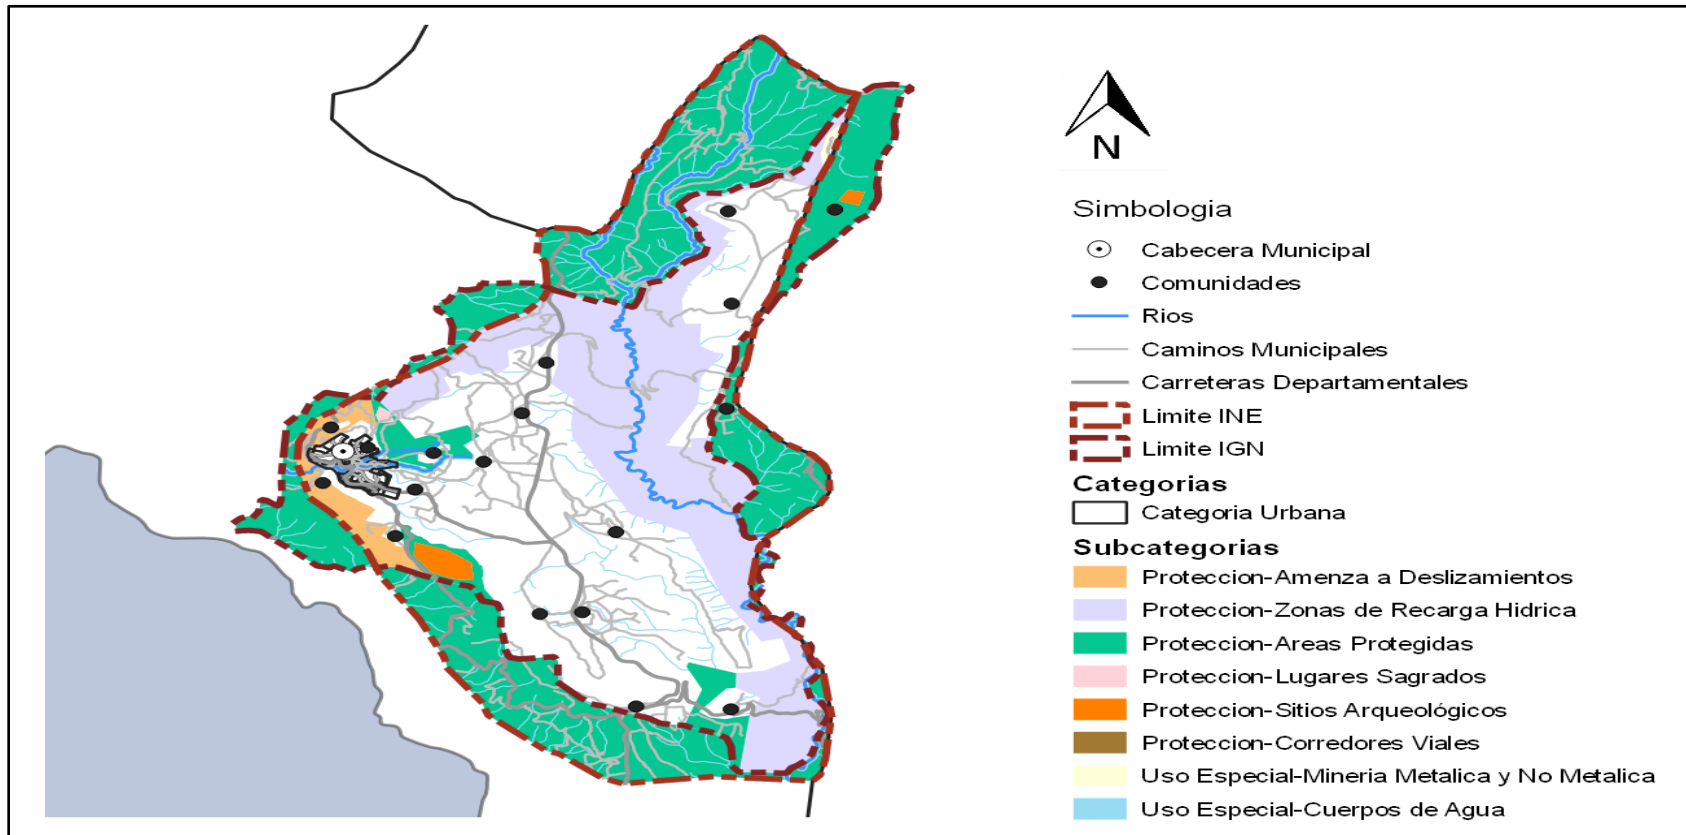 N
Simbologia
Cabecera Municipal
Comunidades
Rios
Caminos Municipales
Carreteras Departamentales
Limite INE
Limite IGN
Categorias
Categoria Urbana
Subcategorias
Proteccion-Amenza a Deslizamientos
Proteccion-Zonas de Recarga Hidrica
Proteccion-Areas Protegidas
Proteccion-Lugares Sagrados
Proteccion-Sitios Arqueológicos
Proteccion-Corredores Viales
Uso Especial-Mineria Metalica y No Metalica
Uso Especial-Cuerpos de Agua